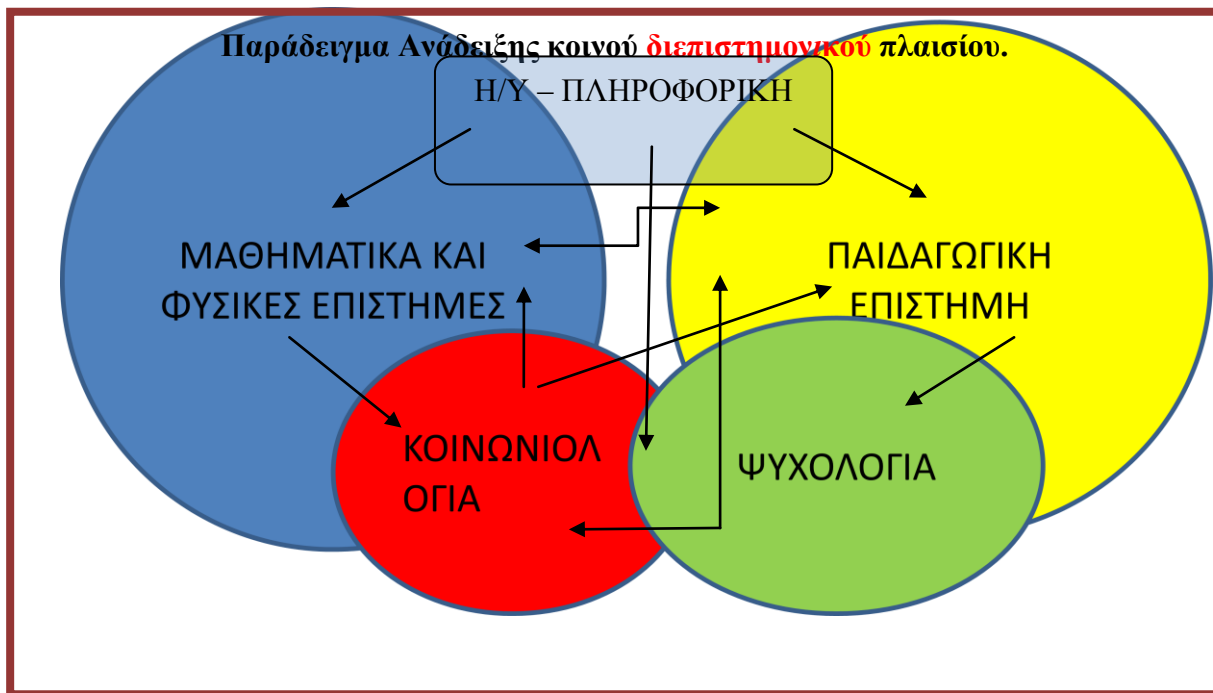 Παράδειγμα Ανάδειξης κοινού διεπιστημονικού πλαισίου.
Η/Υ – ΠΛΗΡΟΦΟΡΙΚΗ
ΜΑΘΗΜΑΤΙΚΑ ΚΑΙ
ΦΥΣΙΚΕΣ ΕΠΙΣΤΗΜΕΣ
ΠΑΙΔΑΓΩΓΙΚΗ
ΕΠΙΣΤΗΜΗ
ΚΟΙΝΩΝΙΟΛ
ΟΓΙΑ
ΨΥΧΟΛΟΓΙΑ